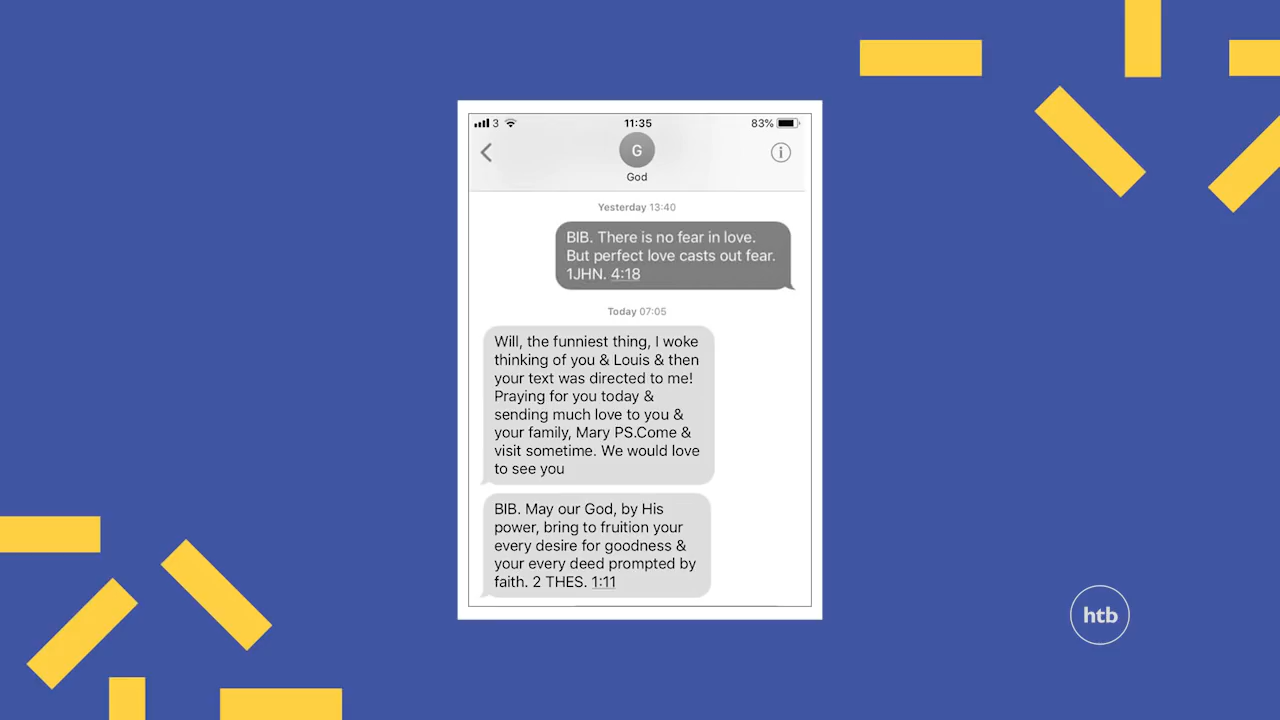 3
11:35
83%
G
God
Yesterday 13:40
BIB. There is no fear in love.
But perfect love casts out fear.
1JHN. 4:18
Today 07:05
Will, the funniest thing, I woke
thinking of you & Louis & then
your text was directed to me!
Praying for you today &
sending much love to you &
your family, Mary PS.Come &
visit sometime. We would love
to see you
BIB. May our God, by His
power, bring to fruition your
every desire for goodness &
your every deed prompted by
faith. 2 THES. 1:11
htb